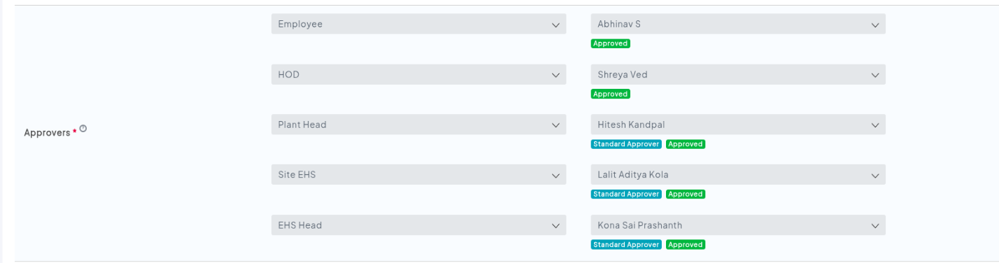 Employee Abhinav S
Approved
HOD Shreya Ved
Approved
Plant Head Hitesh Kandpal
Approvers * ?
Standard Approver Approved
Site EHS Lalit Aditya Kola
Standard Approver Approved
EHS Head Kona Sai Prashanth
Standard Approver Approved